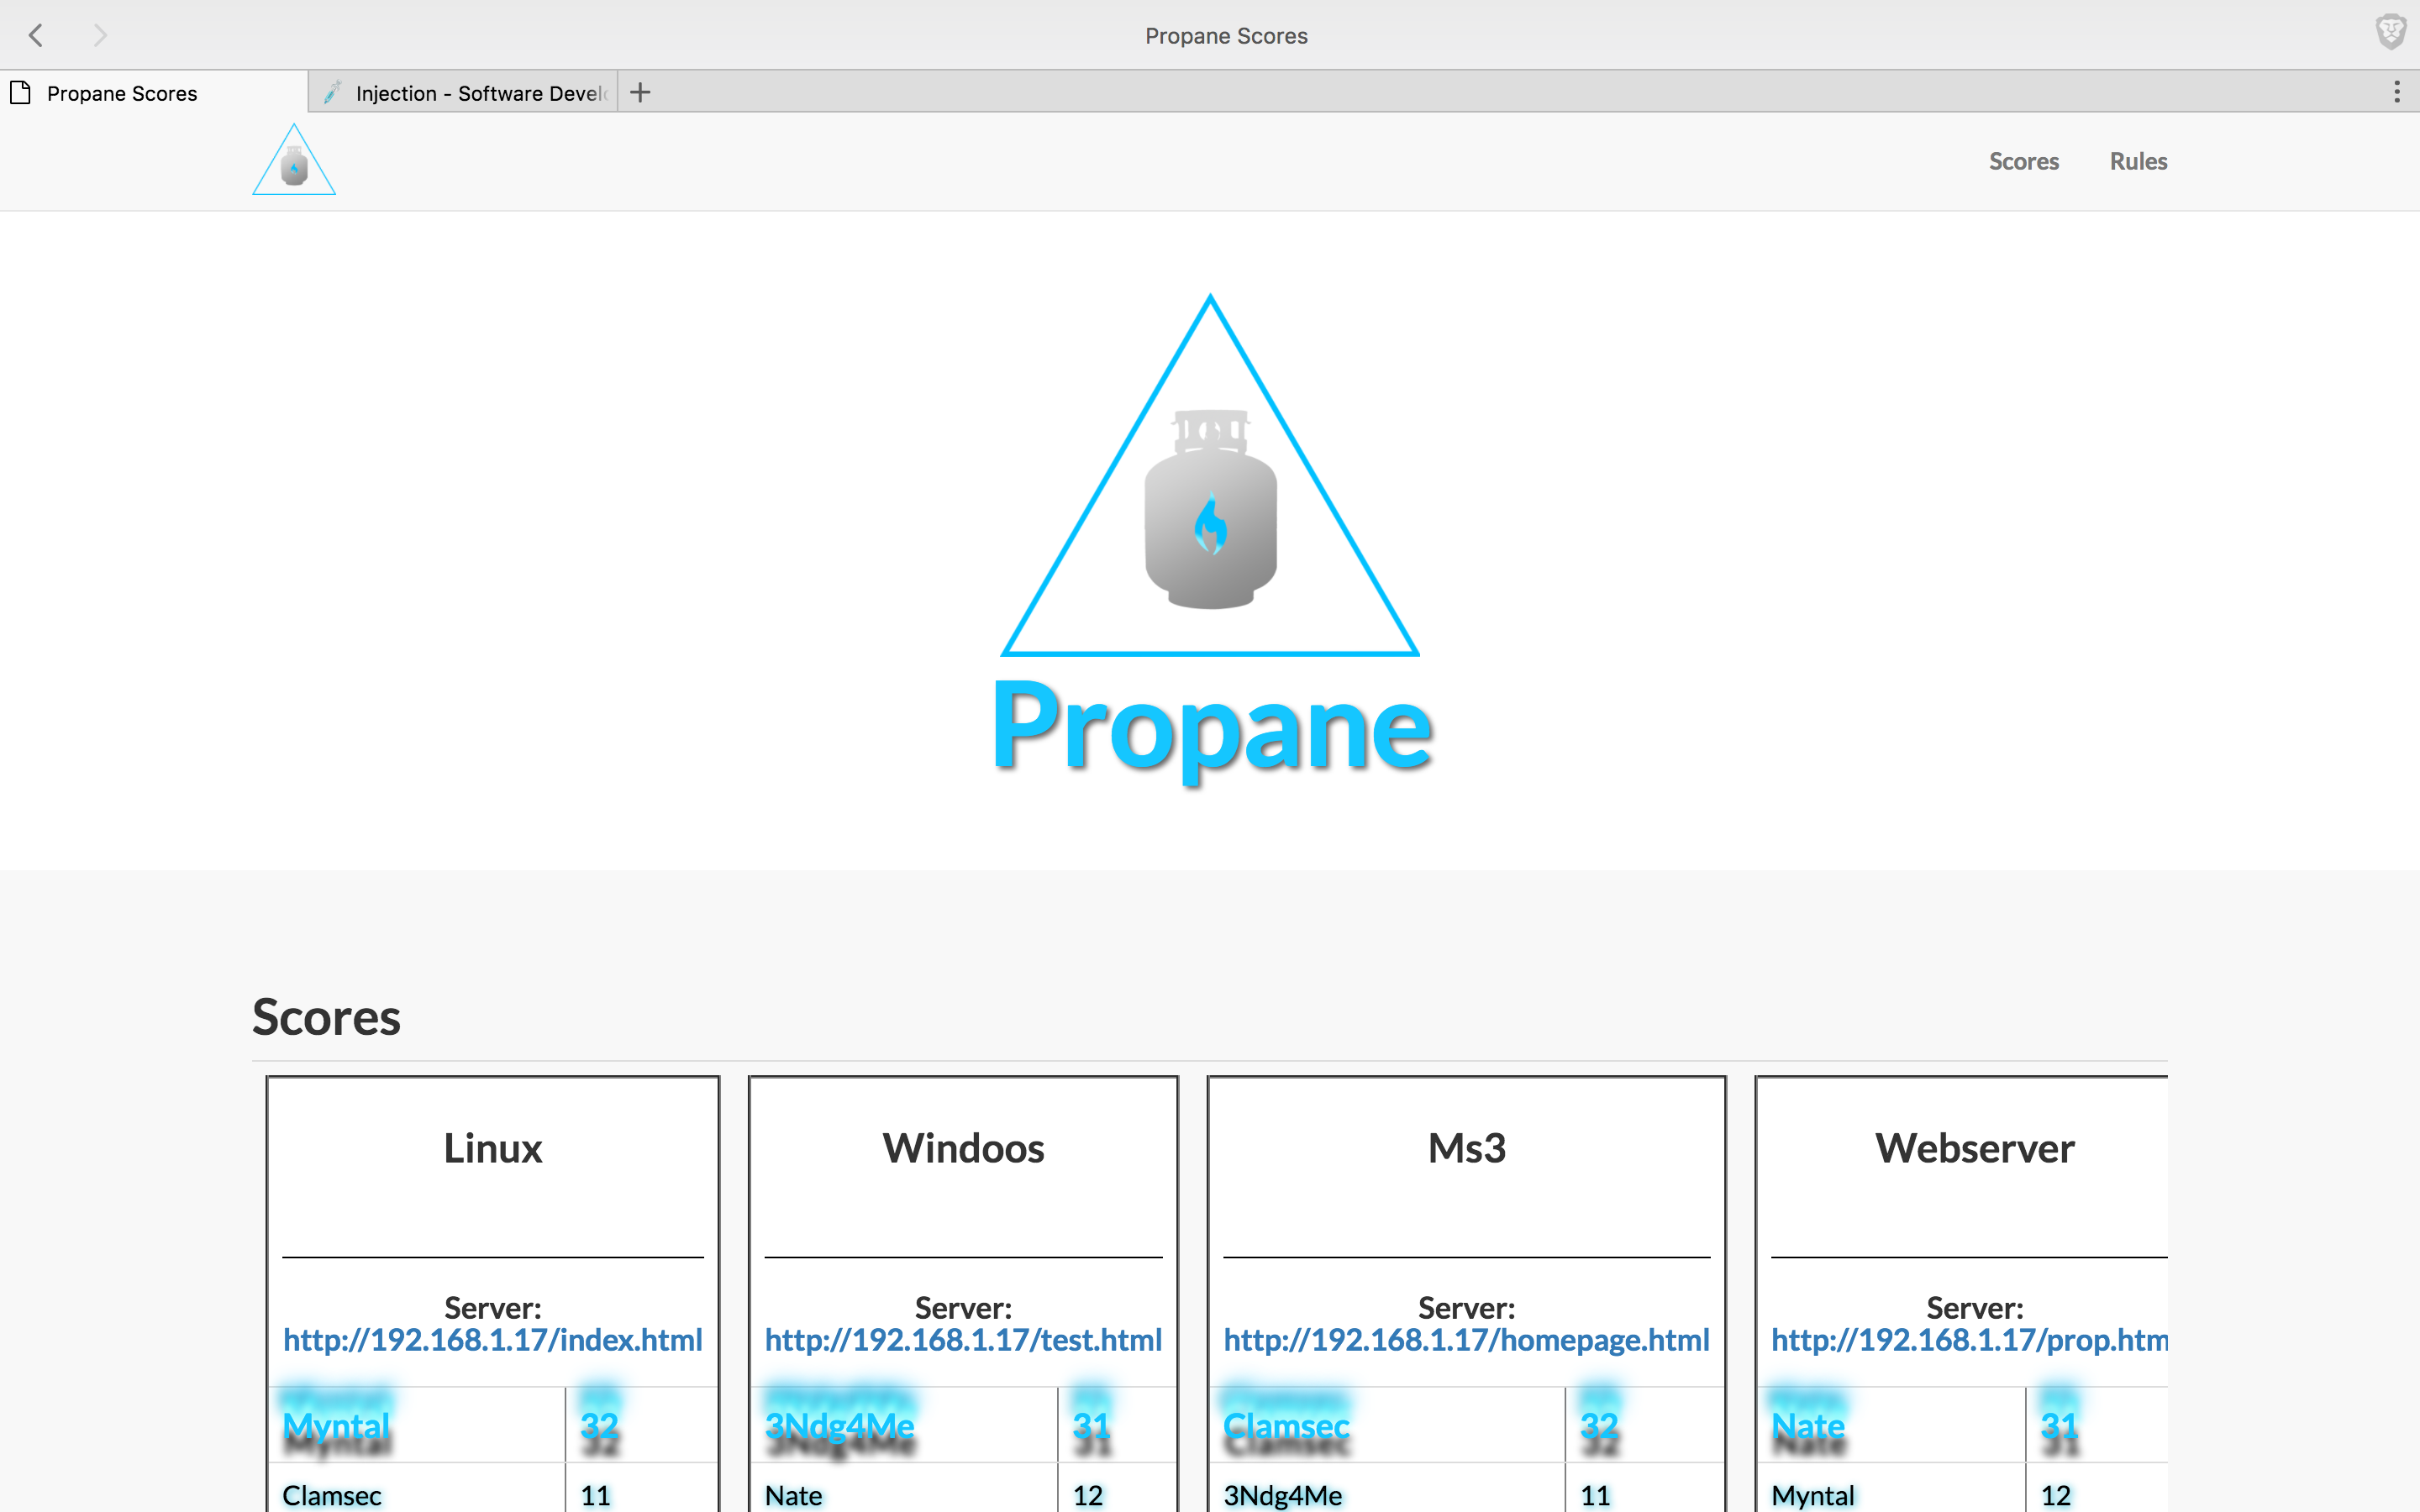 Propane Scores
Propane Scores
Injection - Software Develo
Scores
Rules
Propane
Scores
Linux
Server:
http://192.168.1.17/index.html
Myntal 32
Clamsec 11
Windoos
Server:
http://192.168.1.17/test.html
3Ndg4Me 31
Nate 12
Ms3
Server:
http://192.168.1.17/homepage.html
Clamsec 32
3Ndg4Me 11
Webserver
Server:
http://192.168.1.17/prop.htm
Nate 31
Myntal 12